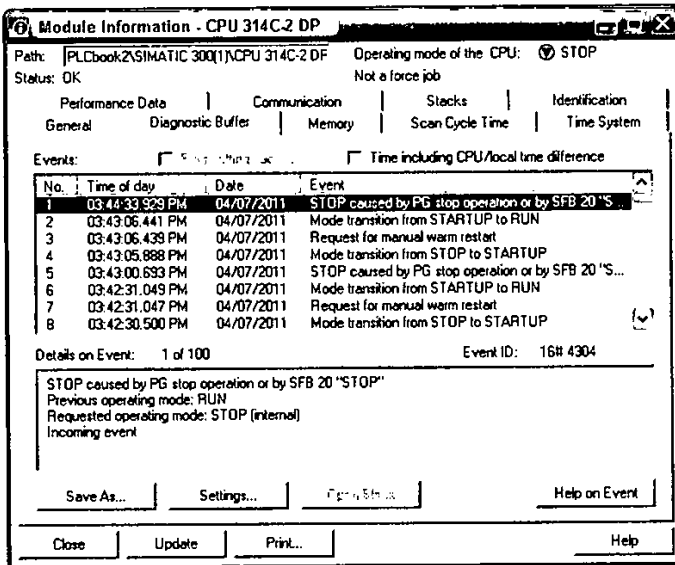 Module Information - CPU 314C-2 DP
Path: PLCbook2\SIMATIC 300(1)\CPU 314C-2 DF Operating mode of the CPU: STOP
Status: OK Not a force job
Performance Data Communication Stacks Identification
General Diagnostic Buffer Memory Scan Cycle Time Time System
Events: Time including CPU/local time difference
No. Time of day Date Event
1 03:44:33.929 PM 04/07/2011 STOP caused by PG stop operation or by SFB 20 "S...
2 03:43:06.441 PM 04/07/2011 Mode transition from STARTUP to RUN
3 03:43:06.439 PM 04/07/2011 Request for manual warm restart
4 03:43:05.888 PM 04/07/2011 Mode transition from STOP to STARTUP
5 03:43:00.693 PM 04/07/2011 STOP caused by PG stop operation or by SFB 20 "S...
6 03:42:31.049 PM 04/07/2011 Mode transition from STARTUP to RUN
7 03:42:31.047 PM 04/07/2011 Request for manual warm restart
8 03:42:30.500 PM 04/07/2011 Mode transition from STOP to STARTUP
Details on Event: 1 of 100 Event ID: 16# 4304
STOP caused by PG stop operation or by SFB 20 "STOP"
Previous operating mode: RUN
Requested operating mode: STOP (internal)
Incoming event
Save As... Settings... Help on Event
Close Update Print... Help